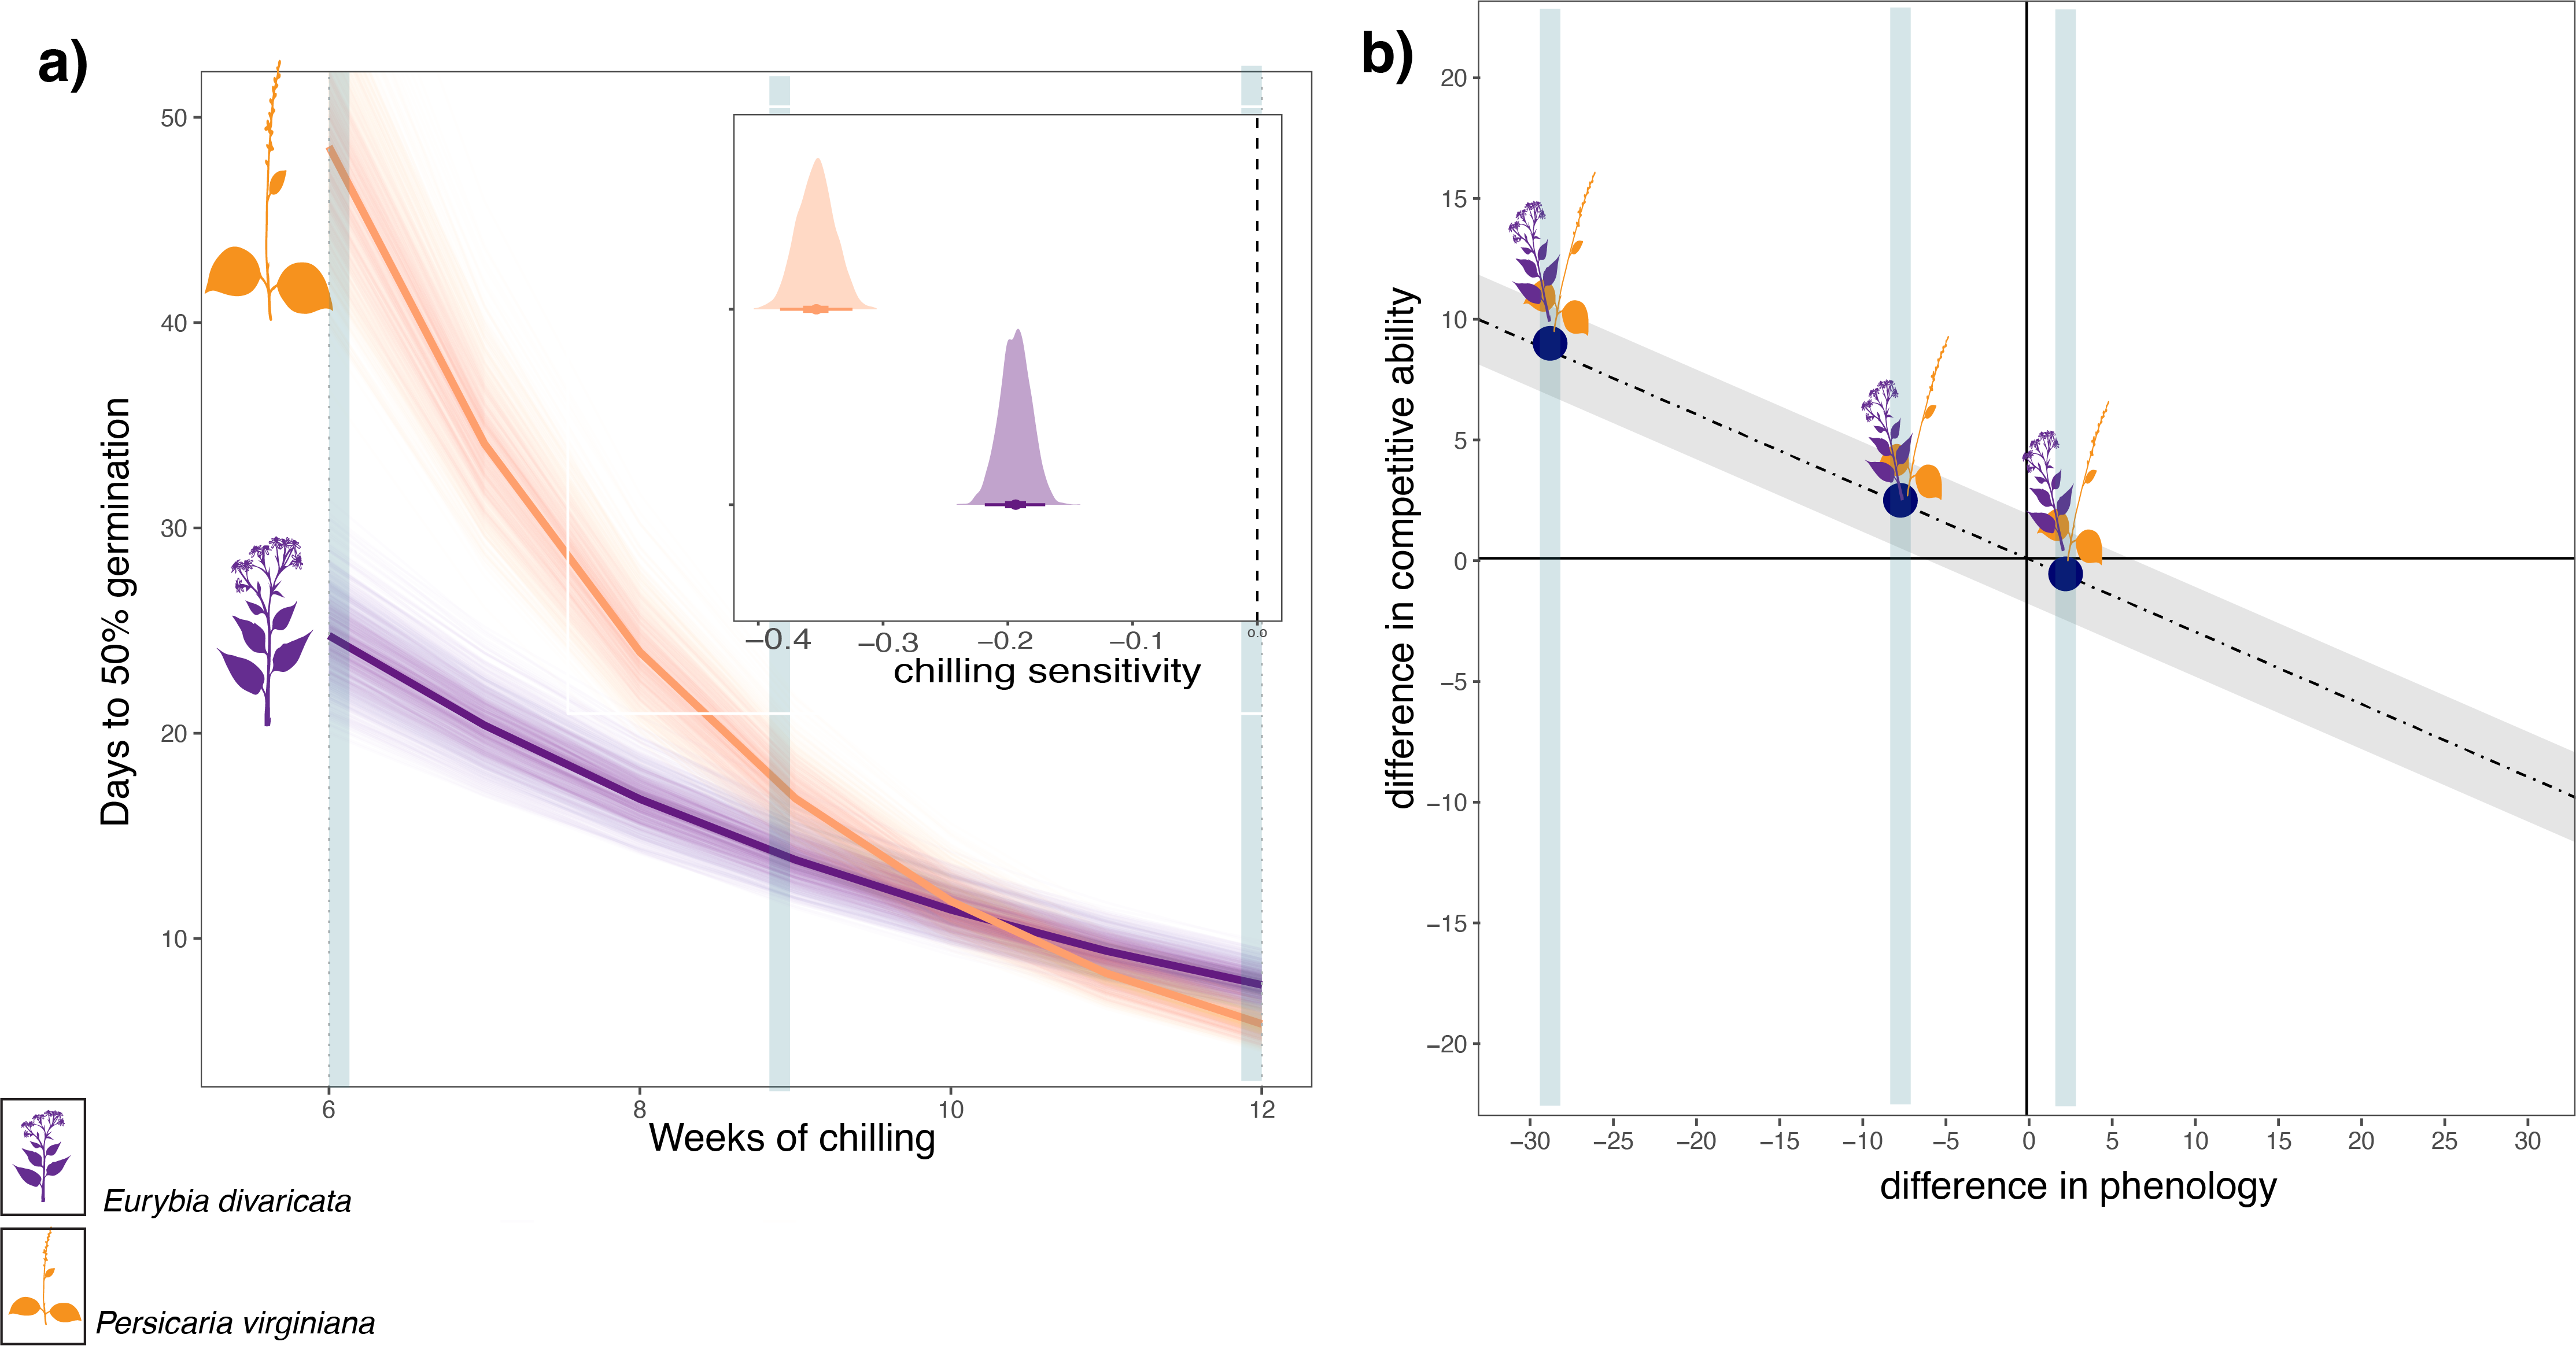 a)
50
40
30
20
10
Days to 50% germination
−0.4 −0.3 −0.2 −0.1 0.0
chilling sensitivity
6 8 10 12
Weeks of chilling
Eurybia divaricata
Persicaria virginiana
b)
20
15
10
5
0
−5
−10
−15
−20
difference in competitive ability
−30 −25 −20 −15 −10 −5 0 5 10 15 20 25 30
difference in phenology